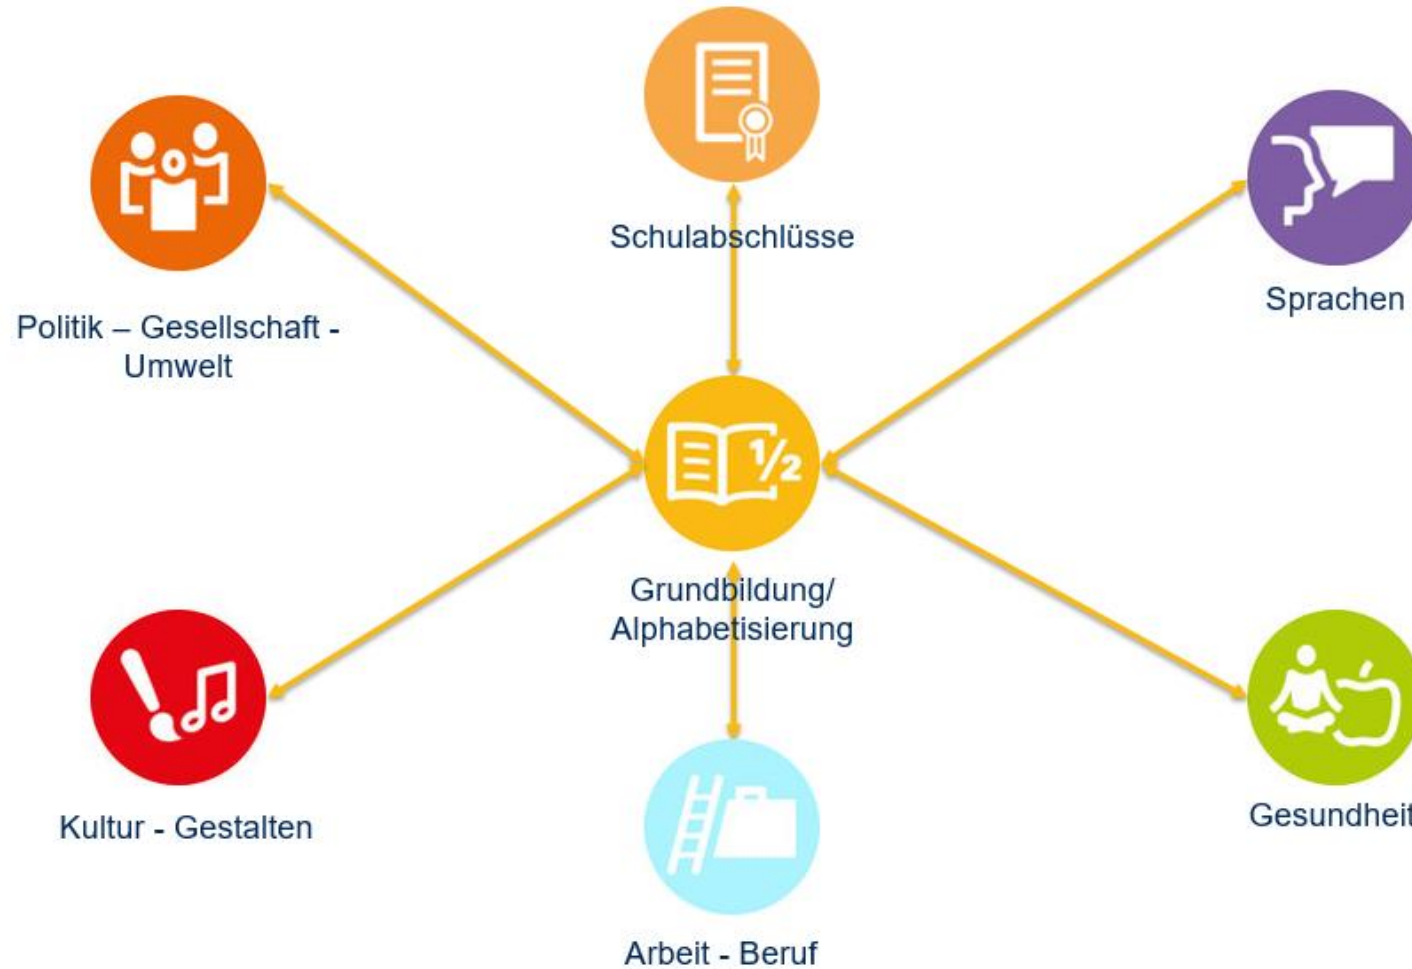 Schulabschlüsse
Sprachen
Politik – Gesellschaft -
Umwelt
1/2
Grundbildung/
Alphabetisierung
Kultur - Gestalten
Gesundheit
Arbeit - Beruf